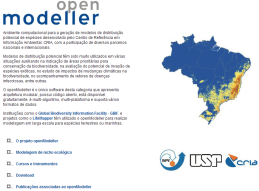 open
modeller
Ambiente computacional para a geração de modelos de distribuição
potencial de espécies desenvolvido pelo Centro de Referência em
Informação Ambiental, CRIA, com a participação de diversos parceiros
nacionais e internacionais.
Modelos de distribuição potencial têm sido muito utilizados em várias
situações auxiliando na indicação de áreas prioritárias para
conservação da biodiversidade, na avaliação do potencial de invasão de
espécies exóticas, no estudo de impacto de mudanças climáticas na
biodiversidade, no acompanhamento de vetores de doenças
infecciosas, entre outras.
O openModeller é o único software desta categoria que apresenta
arquitetura modular, possui código aberto, está disponível
gratuitamente, é multi-algoritmo, multi-plataforma e suporta vários
formatos de dados.
Instituições como o Global Biodiversity Information Facility - GBIF e
projetos como o Lifemapper têm utilizado o openModeller para realizar
modelagem em larga escala para espécies terrestres ou marinhas.
O projeto openModeller
Modelagem de nicho ecológico
Cursos e treinamentos
Download
Publicações associadas ao openModeller
INPE
USP
cria